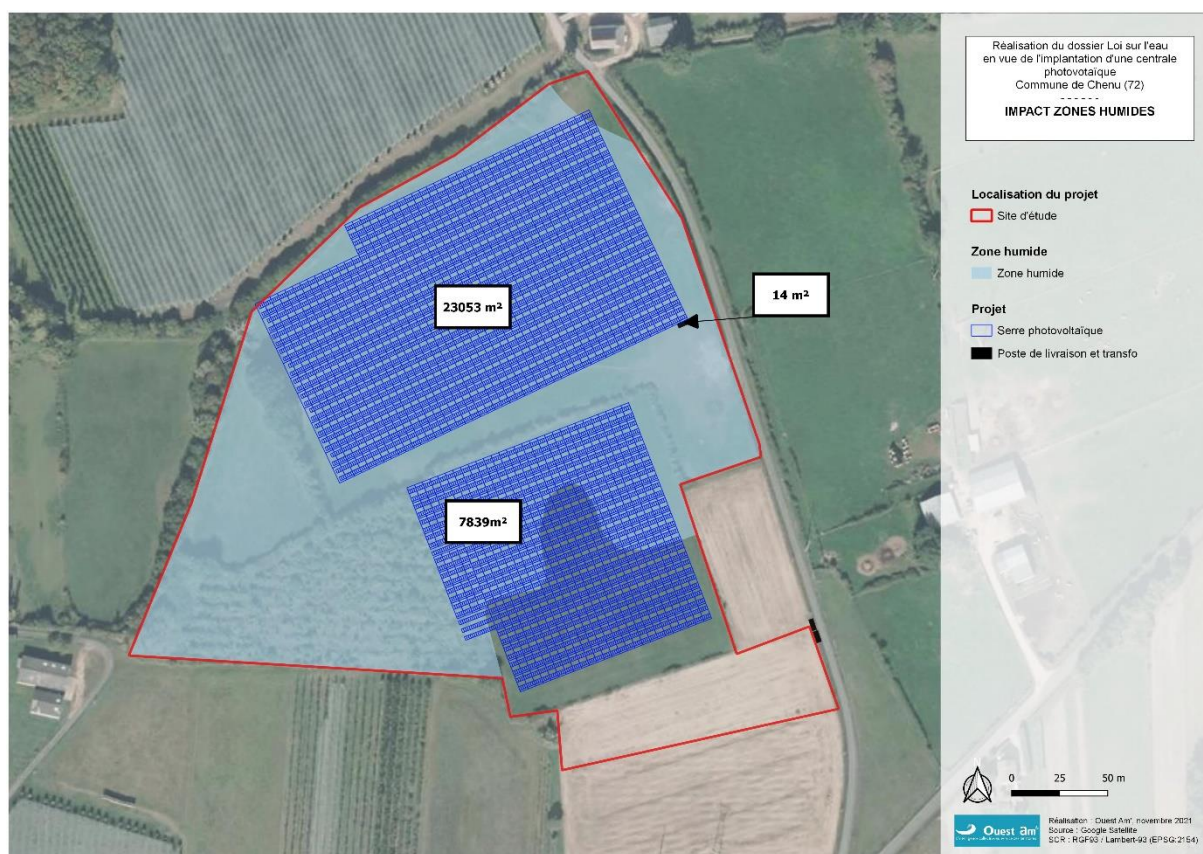 Réalisation du dossier Loi sur l'eau
en vue de l'implantation d'une centrale
photovotaïque
Commune de Chenu (72)
------
IMPACT ZONES HUMIDES
Localisation du projet
Site d'étude
Zone humide
Zone humide
Projet
Serre photovoltaïque
Poste de livraison et transfo
23053 m²
14 m²
7839m²
0 25 50 m
Ouest Am'
Réalisation : Ouest Am', novembre 2021
Source : Google Satellite
SCR : RGF93 / Lambert-93 (EPSG:2154)